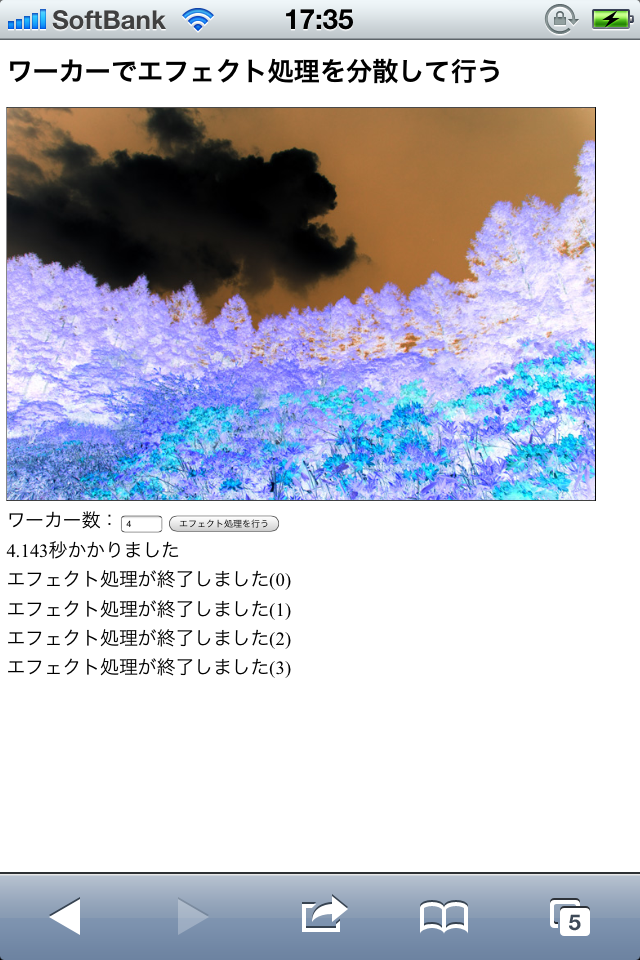 SoftBank 17:35
ワーカーでエフェクト処理を分散して行う
ワーカー数： 4 エフェクト処理を行う
4.143秒かかりました
エフェクト処理が終了しました(0)
エフェクト処理が終了しました(1)
エフェクト処理が終了しました(2)
エフェクト処理が終了しました(3)
5